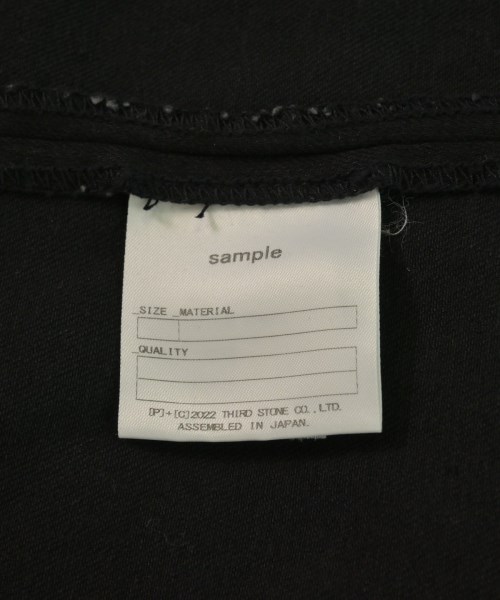 sample
_SIZE _MATERIAL
_QUALITY
[P]+[C]2022 THIRD STONE CO.,LTD.
ASSEMBLED IN JAPAN.